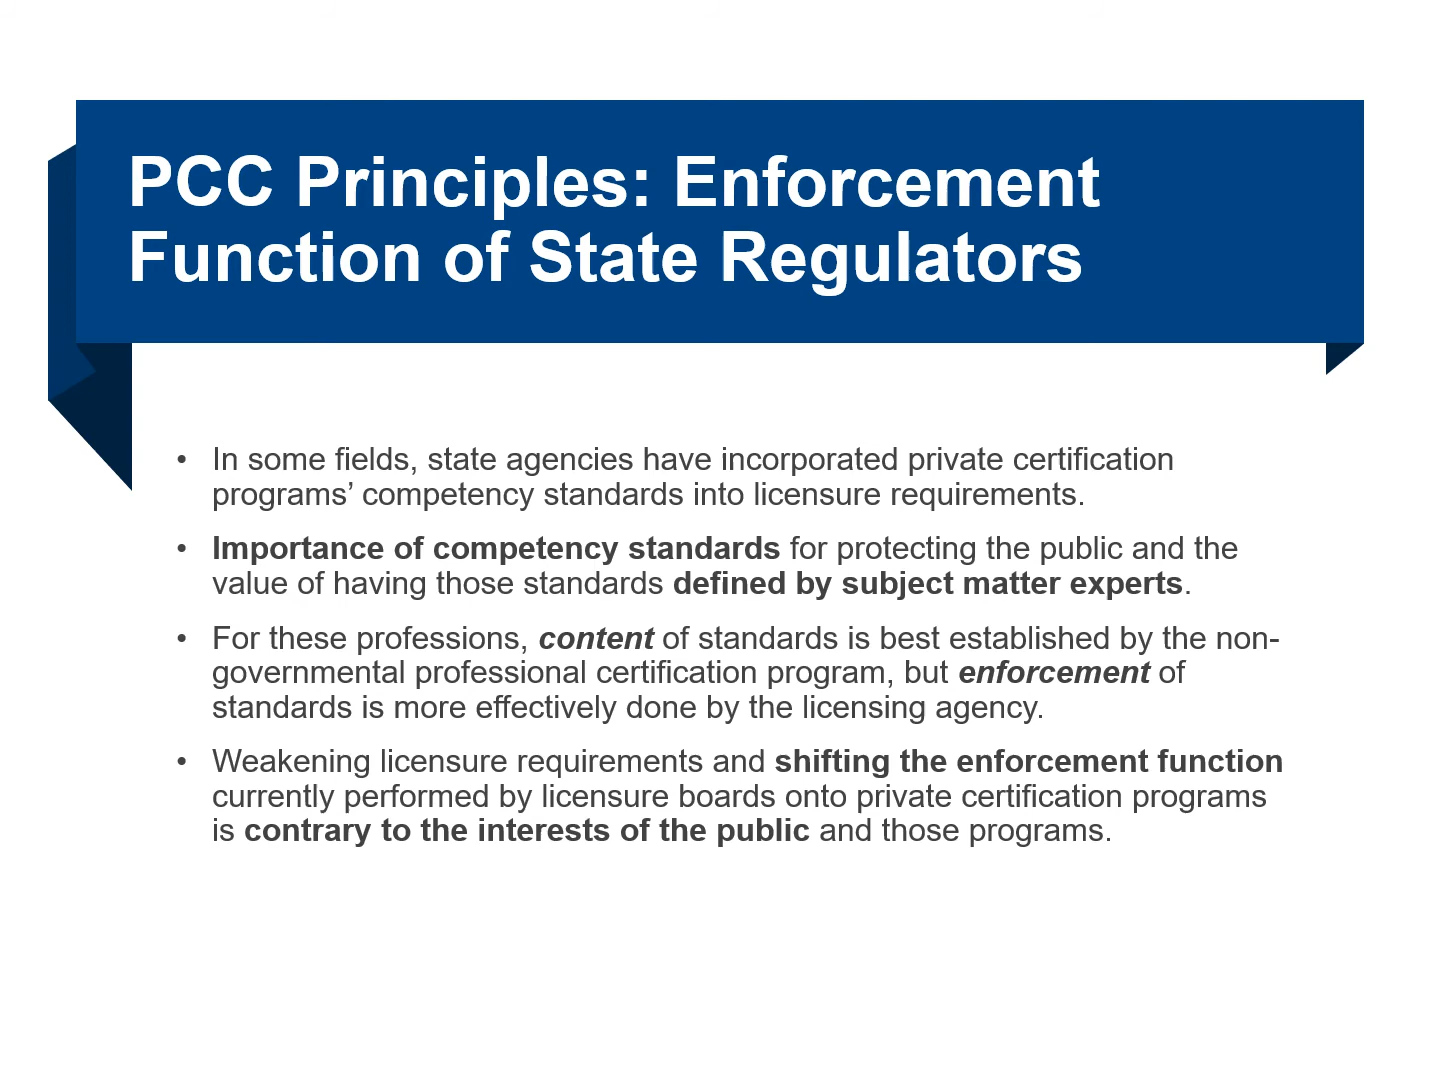 PCC Principles: Enforcement
Function of State Regulators
• In some fields, state agencies have incorporated private certification
programs’ competency standards into licensure requirements.
• Importance of competency standards for protecting the public and the
value of having those standards defined by subject matter experts.
• For these professions, content of standards is best established by the non-
governmental professional certification program, but enforcement of
standards is more effectively done by the licensing agency.
• Weakening licensure requirements and shifting the enforcement function
currently performed by licensure boards onto private certification programs
is contrary to the interests of the public and those programs.